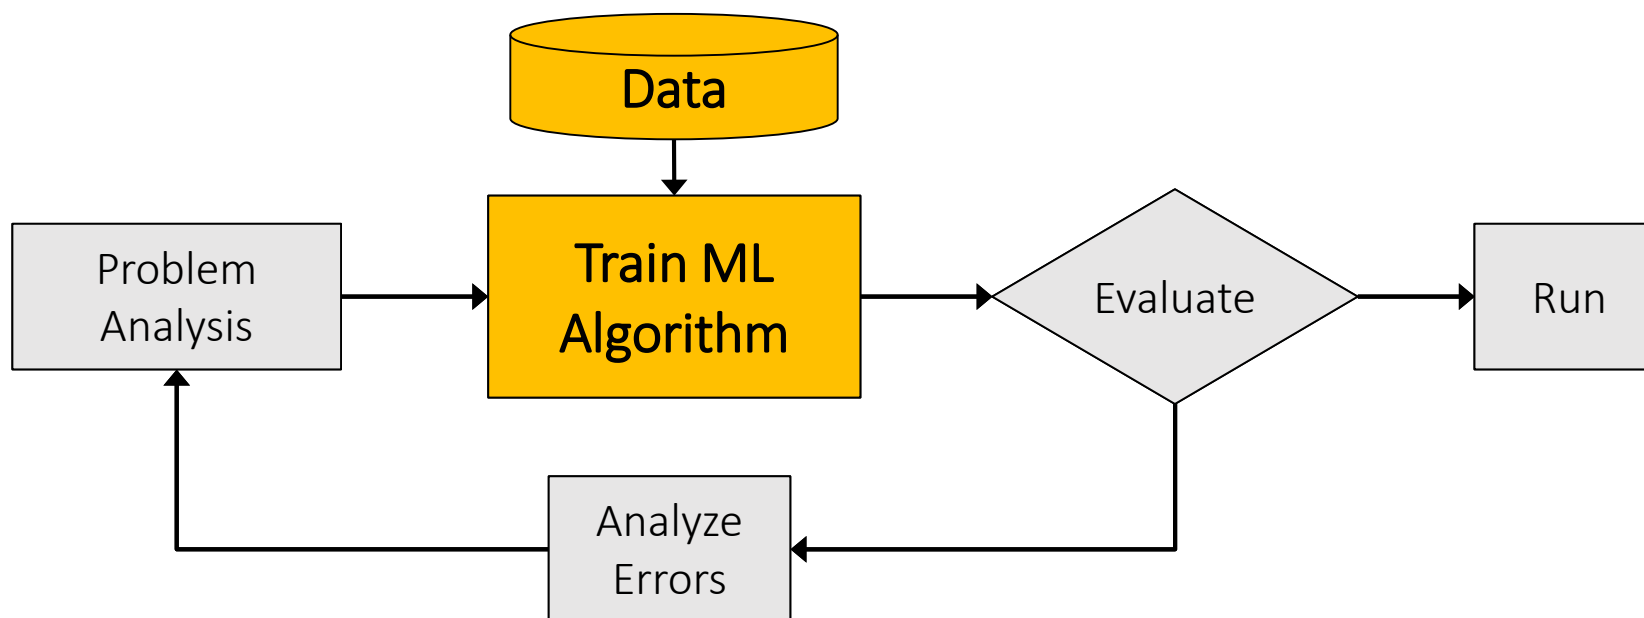 Data
Problem
Analysis
Train ML
Algorithm
Evaluate
Run
Analyze
Errors